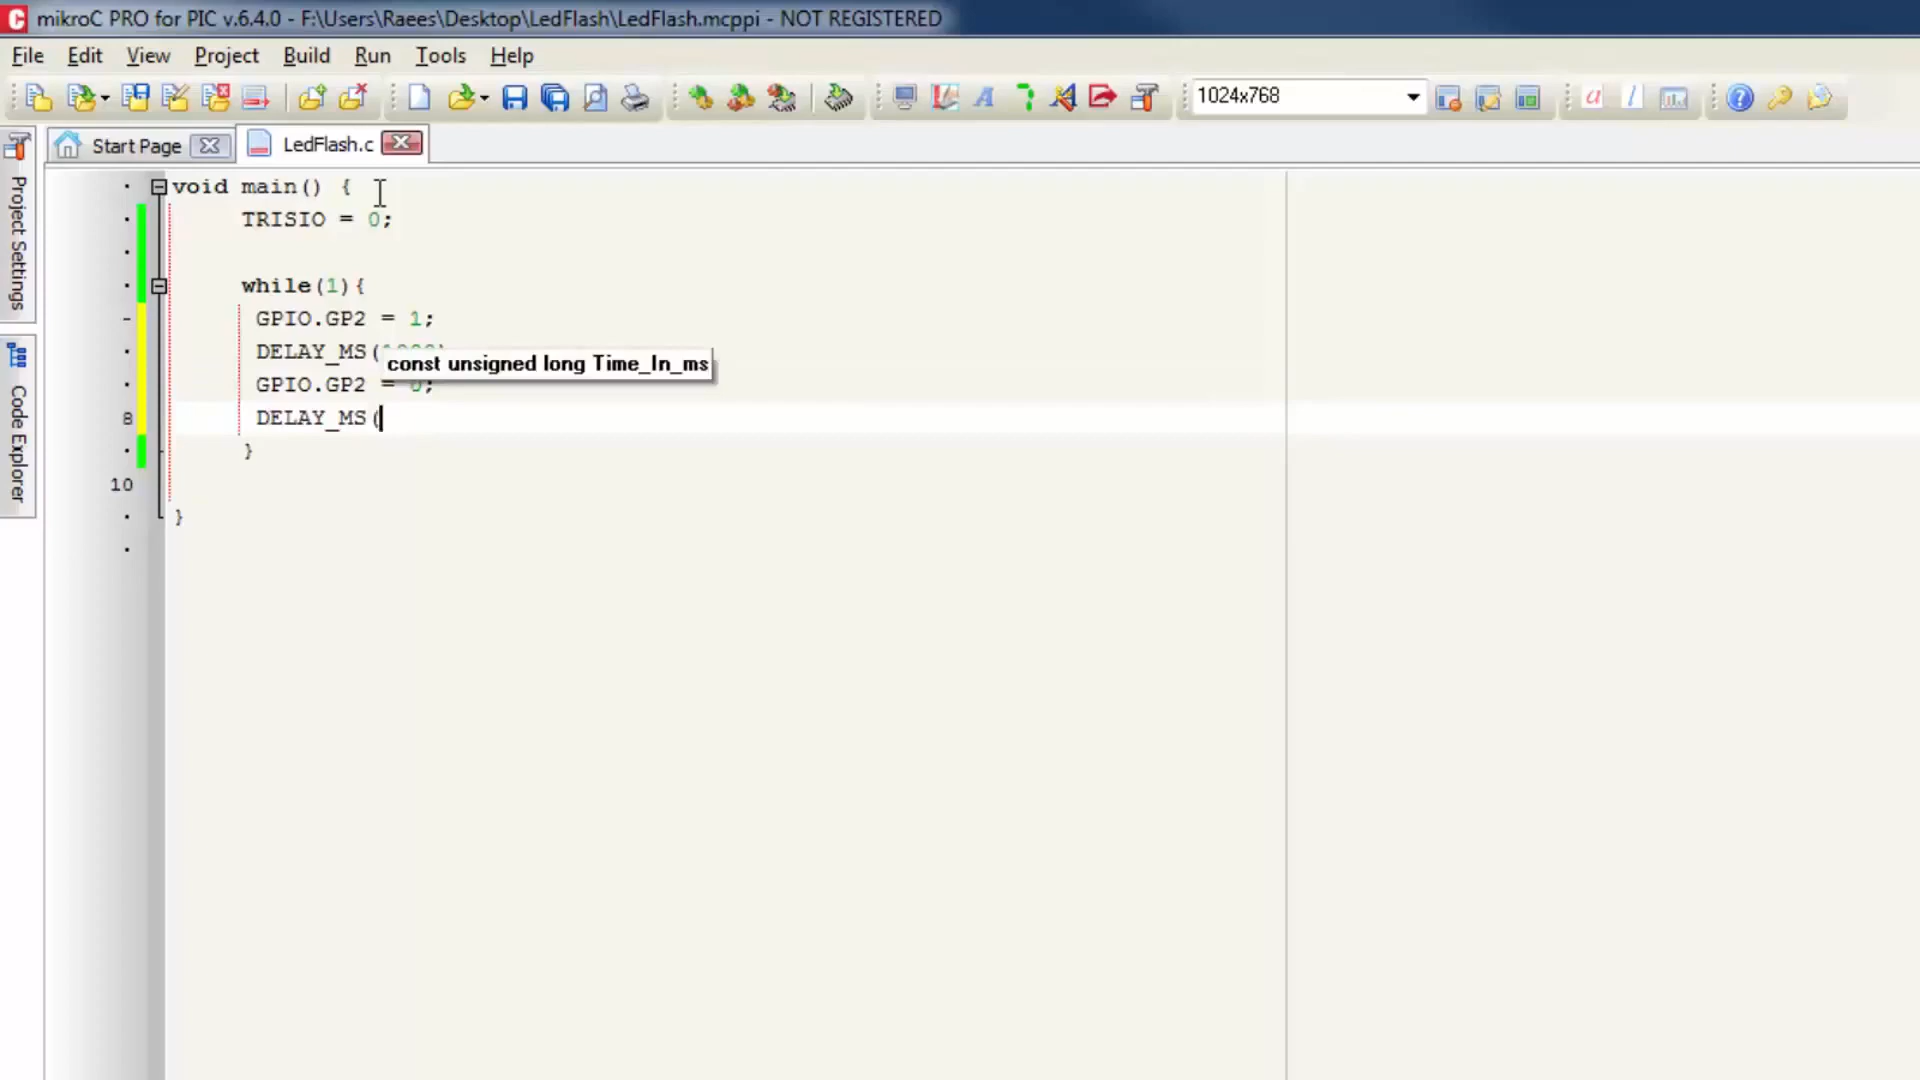 mikroC PRO for PIC v.6.4.0 - F:\Users\Raees\Desktop\LedFlash\LedFlash.mcppi - NOT REGISTERED
File Edit View Project Build Run Tools Help
1024x768
Start Page LedFlash.c
Project Settings
Code Explorer
void main() {
TRISIO = 0;
while(1){
GPIO.GP2 = 1;
DELAY_MS(
const unsigned long Time_In_ms
GPIO.GP2 = 0;
8 DELAY_MS(
}
10
}